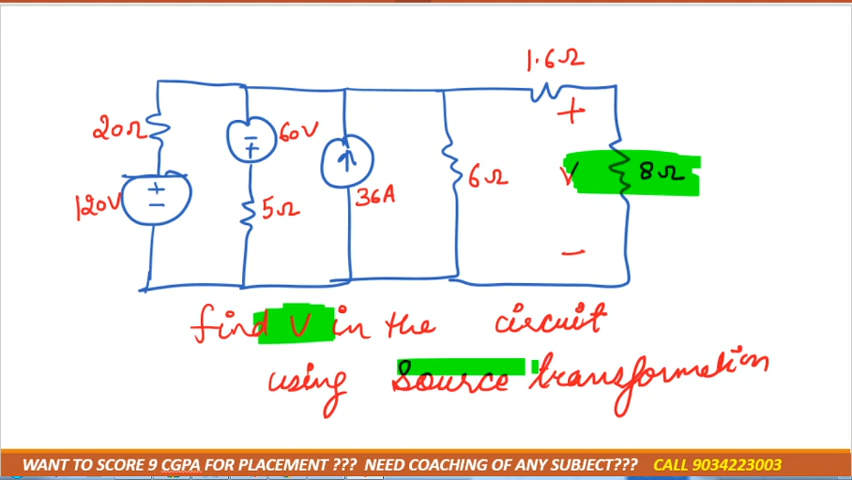 1.6Ω
20Ω
60V
120V
5Ω
36A
6Ω
V
8Ω
find V in the circuit
using source transformation
WANT TO SCORE 9 CGPA FOR PLACEMENT ??? NEED COACHING OF ANY SUBJECT??? CALL 9034223003